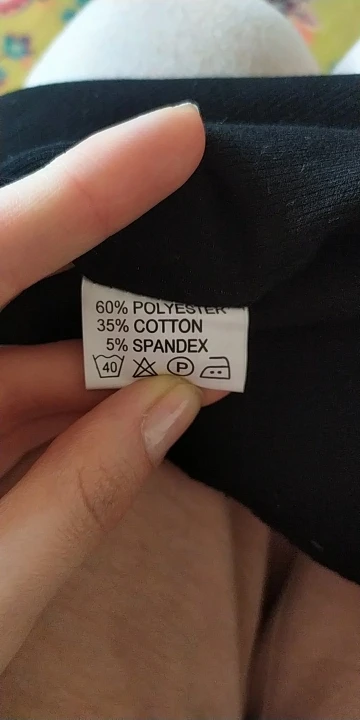 60% POLYESTER
35% COTTON
5% SPANDEX
40 P